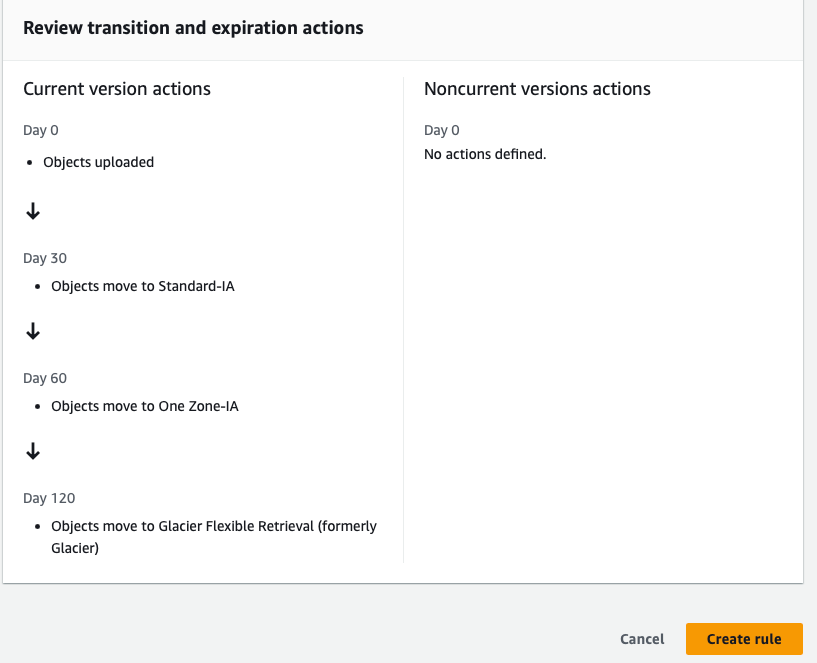 Review transition and expiration actions
Current version actions
Day 0
Objects uploaded
Day 30
Objects move to Standard-IA
Day 60
Objects move to One Zone-IA
Day 120
Objects move to Glacier Flexible Retrieval (formerly
Glacier)
Noncurrent versions actions
Day 0
No actions defined.
Cancel
Create rule